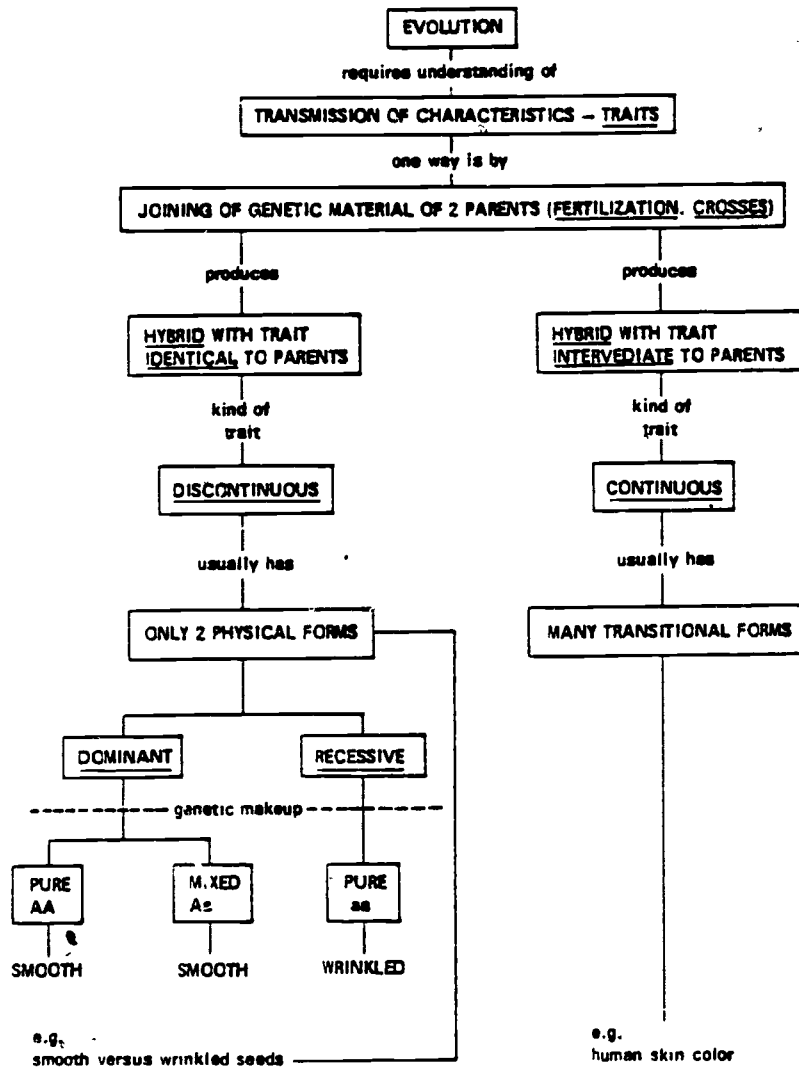 EVOLUTION
requires understanding of
TRANSMISSION OF CHARACTERISTICS – TRAITS
one way is by
JOINING OF GENETIC MATERIAL OF 2 PARENTS (FERTILIZATION. CROSSES)
produces
produces
HYBRID WITH TRAIT
IDENTICAL TO PARENTS
HYBRID WITH TRAIT
INTERVEDIATE TO PARENTS
kind of
trait
kind of
trait
DISCONTINUOUS
CONTINUOUS
usually has
usually has
ONLY 2 PHYSICAL FORMS
MANY TRANSITIONAL FORMS
DOMINANT
RECESSIVE
ganetic makeup
PURE
AA
M.XED
Aa
PURE
aa
SMOOTH
SMOOTH
WRINKLED
e.g.
smooth versus wrinkled seeds
e.g.
human skin color